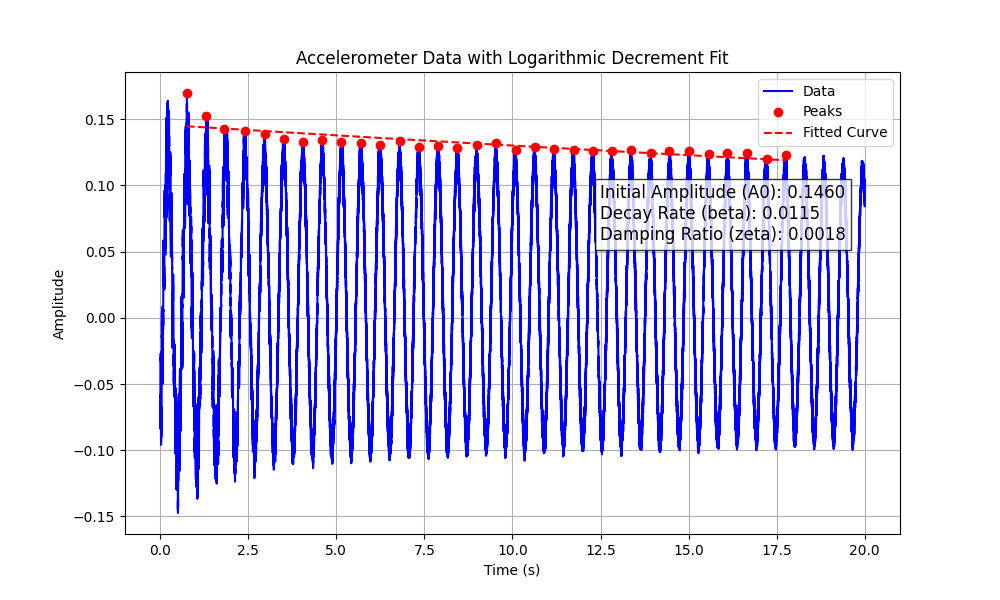 Accelerometer Data with Logarithmic Decrement Fit
Data
Peaks
Fitted Curve
Initial Amplitude (A0): 0.1460
Decay Rate (beta): 0.0115
Damping Ratio (zeta): 0.0018
Amplitude
0.15
0.10
0.05
0.00
−0.05
−0.10
−0.15
0.0 2.5 5.0 7.5 10.0 12.5 15.0 17.5 20.0
Time (s)